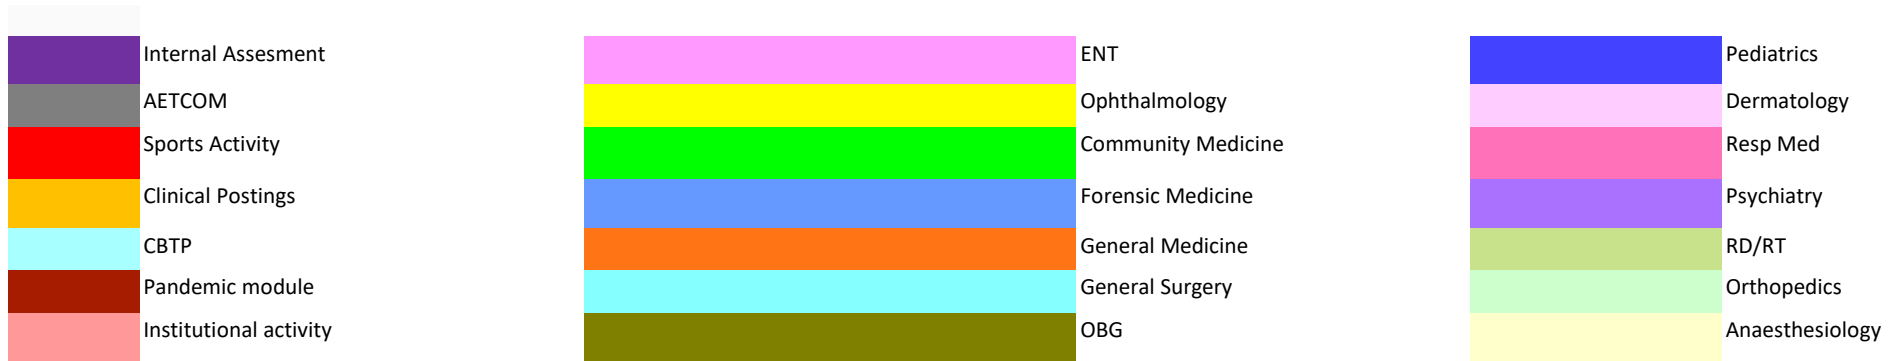 Internal Assesment
ENT
Pediatrics
AETCOM
Ophthalmology
Dermatology
Sports Activity
Community Medicine
Resp Med
Clinical Postings
Forensic Medicine
Psychiatry
CBTP
General Medicine
RD/RT
Pandemic module
General Surgery
Orthopedics
Institutional activity
OBG
Anaesthesiology